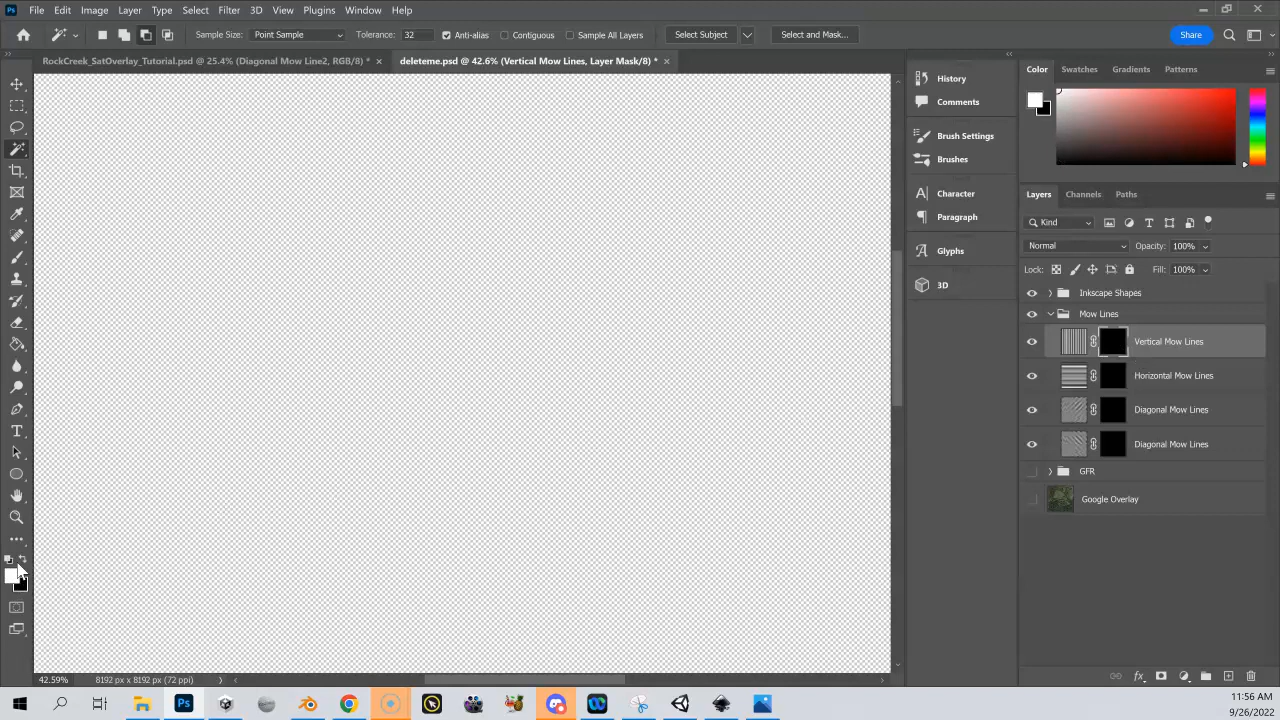 Ps File Edit Image Layer Type Select Filter 3D View Plugins Window Help
Sample Size: Point Sample Tolerance: 32 Anti-alias Contiguous Sample All Layers Select Subject Select and Mask... Share
RockCreek_SatOverlay_Tutorial.psd @ 25.4% (Diagonal Mow Line2, RGB/8) * × deleteme.psd @ 42.6% (Vertical Mow Lines, Layer Mask/8) * ×
History
Comments
Brush Settings
Brushes
Character
Paragraph
Glyphs
3D
Color Swatches Gradients Patterns
Layers Channels Paths
Kind
Normal Opacity: 100%
Lock: Fill: 100%
Inkscape Shapes
Mow Lines
Vertical Mow Lines
Horizontal Mow Lines
Diagonal Mow Lines
Diagonal Mow Lines
GFR
Google Overlay
42.59% 8192 px x 8192 px (72 ppi)
Ps
11:56 AM
9/26/2022